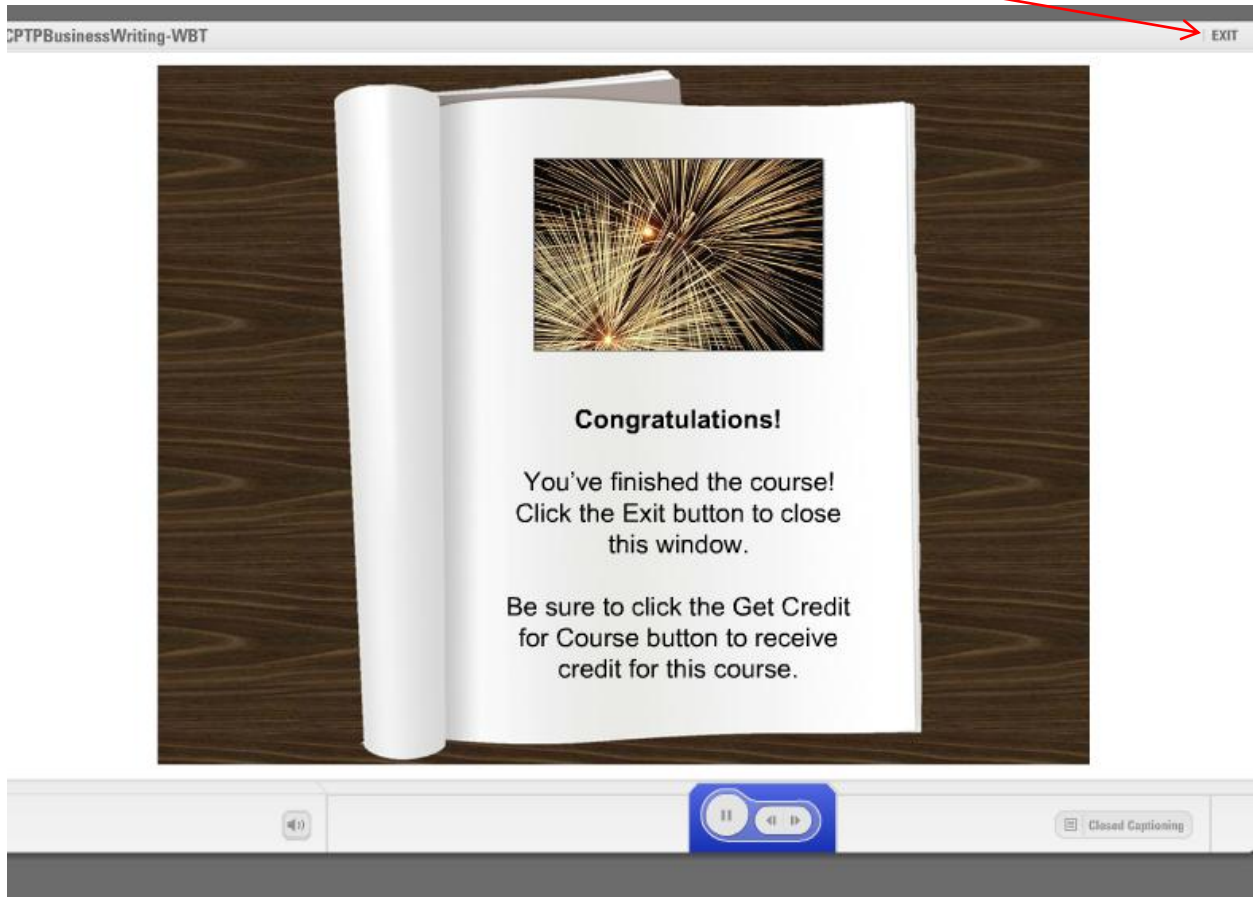 CPTPBusinessWriting-WBT
EXIT
Congratulations!
You've finished the course!
Click the Exit button to close
this window.
Be sure to click the Get Credit
for Course button to receive
credit for this course.
Closed Captioning